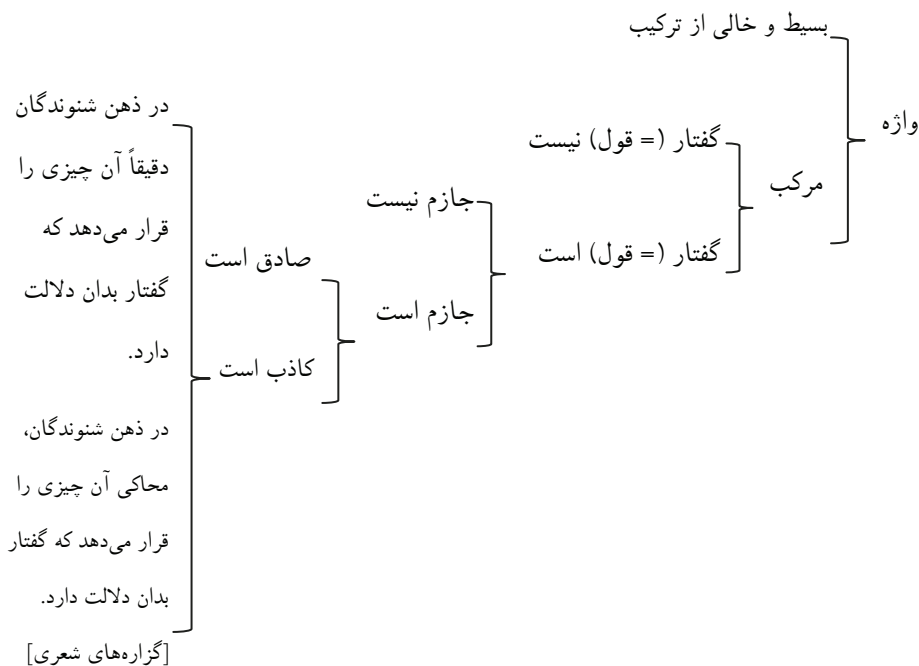 واژه
بسیط و خالی از ترکیب
مرکب
گفتار (= قول) نیست
گفتار (= قول) است
جازم نیست
جازم است
صادق است
کاذب است
در ذهن شنوندگان
دقیقاً آن چیزی را
قرار می‌دهد که
گفتار بدان دلالت
دارد.
در ذهن شنوندگان،
محاکی آن چیزی را
قرار می‌دهد که گفتار
بدان دلالت دارد.
[گزاره‌های شعری]